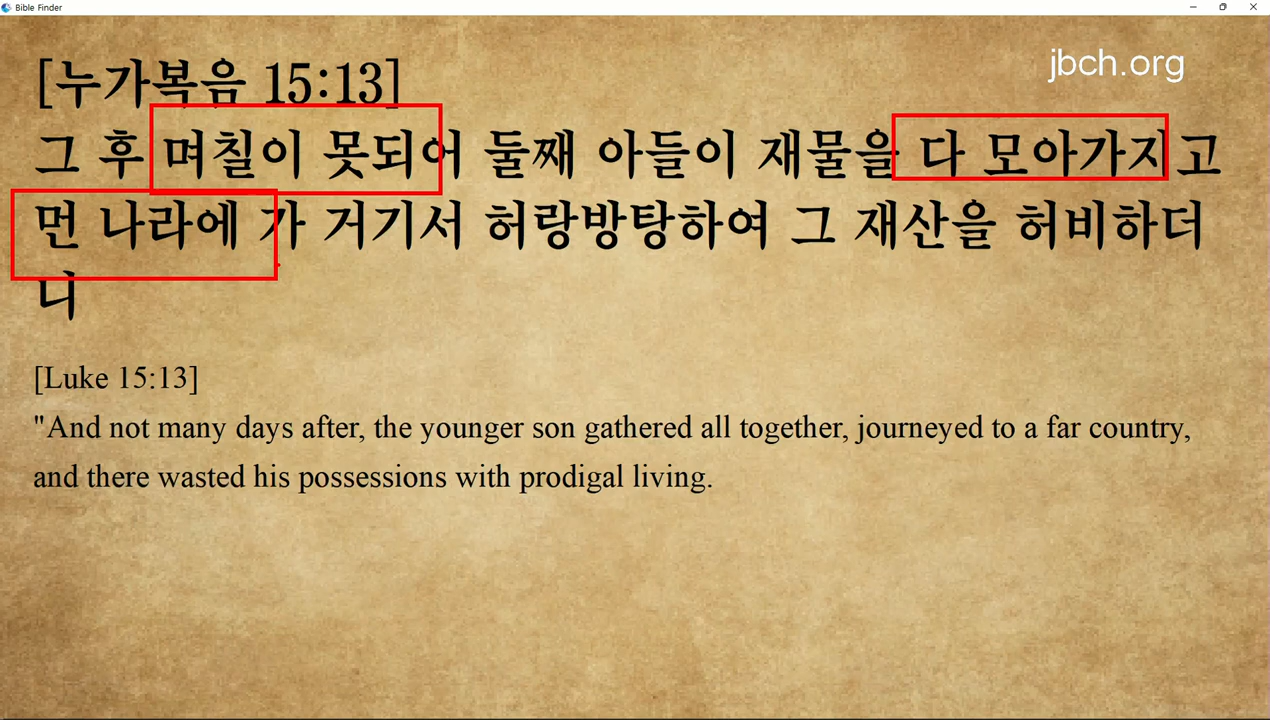 Bible Finder
jbch.org
[누가복음 15:13]
그 후 며칠이 못되어 둘째 아들이 재물을 다 모아가지고
먼 나라에 가 거기서 허랑방탕하여 그 재산을 허비하더
니
[Luke 15:13]
"And not many days after, the younger son gathered all together, journeyed to a far country,
and there wasted his possessions with prodigal living.